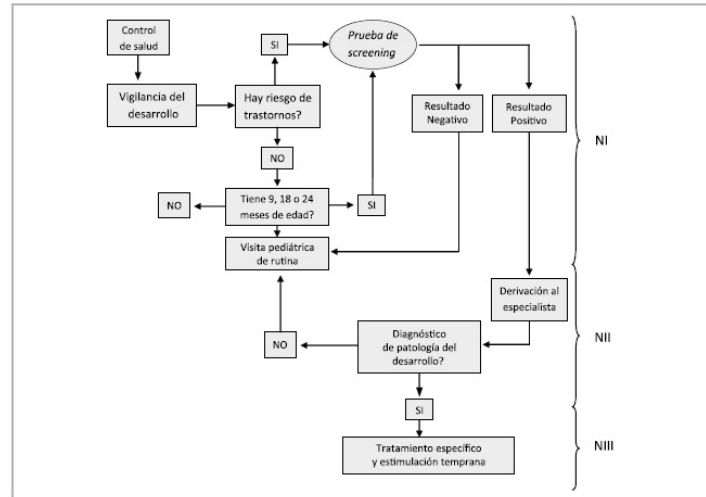 Control
de salud
SI
Prueba de
screening
Vigilancia del
desarrollo
Hay riesgo de
trastornos?
Resultado
Negativo
Resultado
Positivo
NI
NO
NO
Tiene 9, 18 o 24
meses de edad?
SI
Visita pediátrica
de rutina
Derivación al
especialista
NO
Diagnóstico
de patología del
desarrollo?
NII
SI
Tratamiento específico
y estimulación temprana
NIII